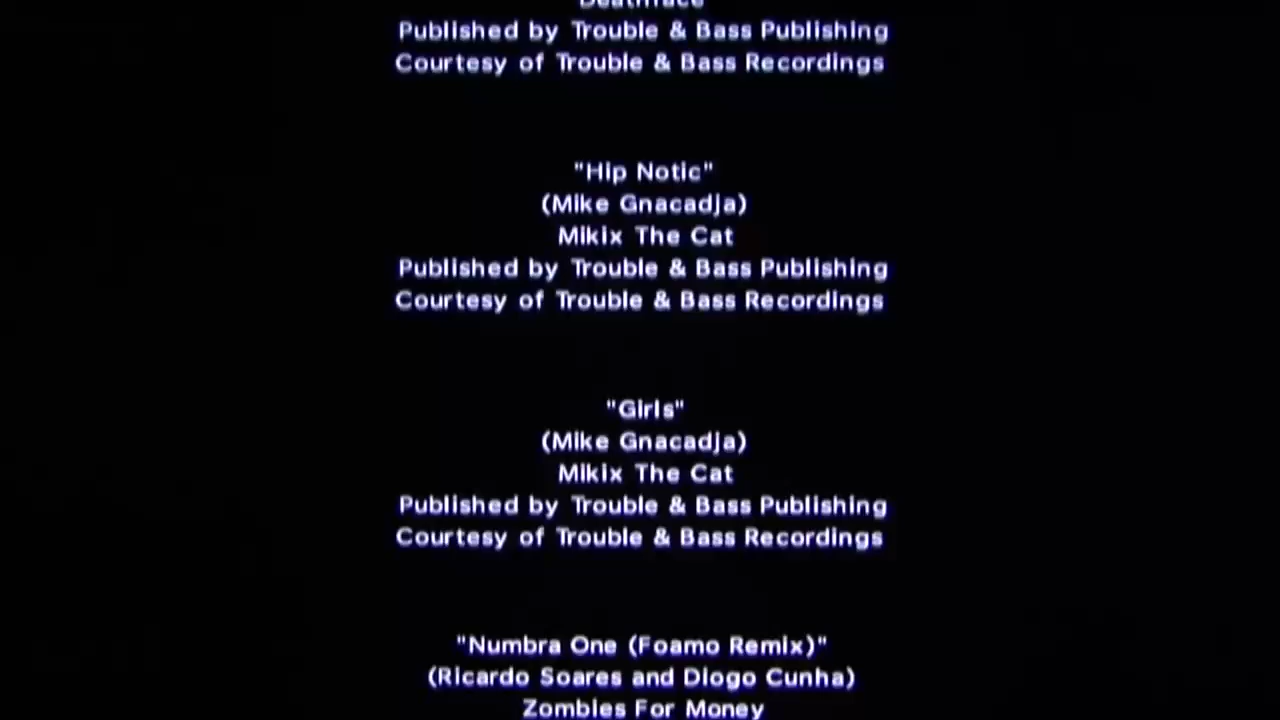 Deathface
Published by Trouble & Bass Publishing
Courtesy of Trouble & Bass Recordings
"Hip Notic"
(Mike Gnacadja)
Mikix The Cat
Published by Trouble & Bass Publishing
Courtesy of Trouble & Bass Recordings
"Girls"
(Mike Gnacadja)
Mikix The Cat
Published by Trouble & Bass Publishing
Courtesy of Trouble & Bass Recordings
"Numbra One (Foamo Remix)"
(Ricardo Soares and Diogo Cunha)
Zombies For Money